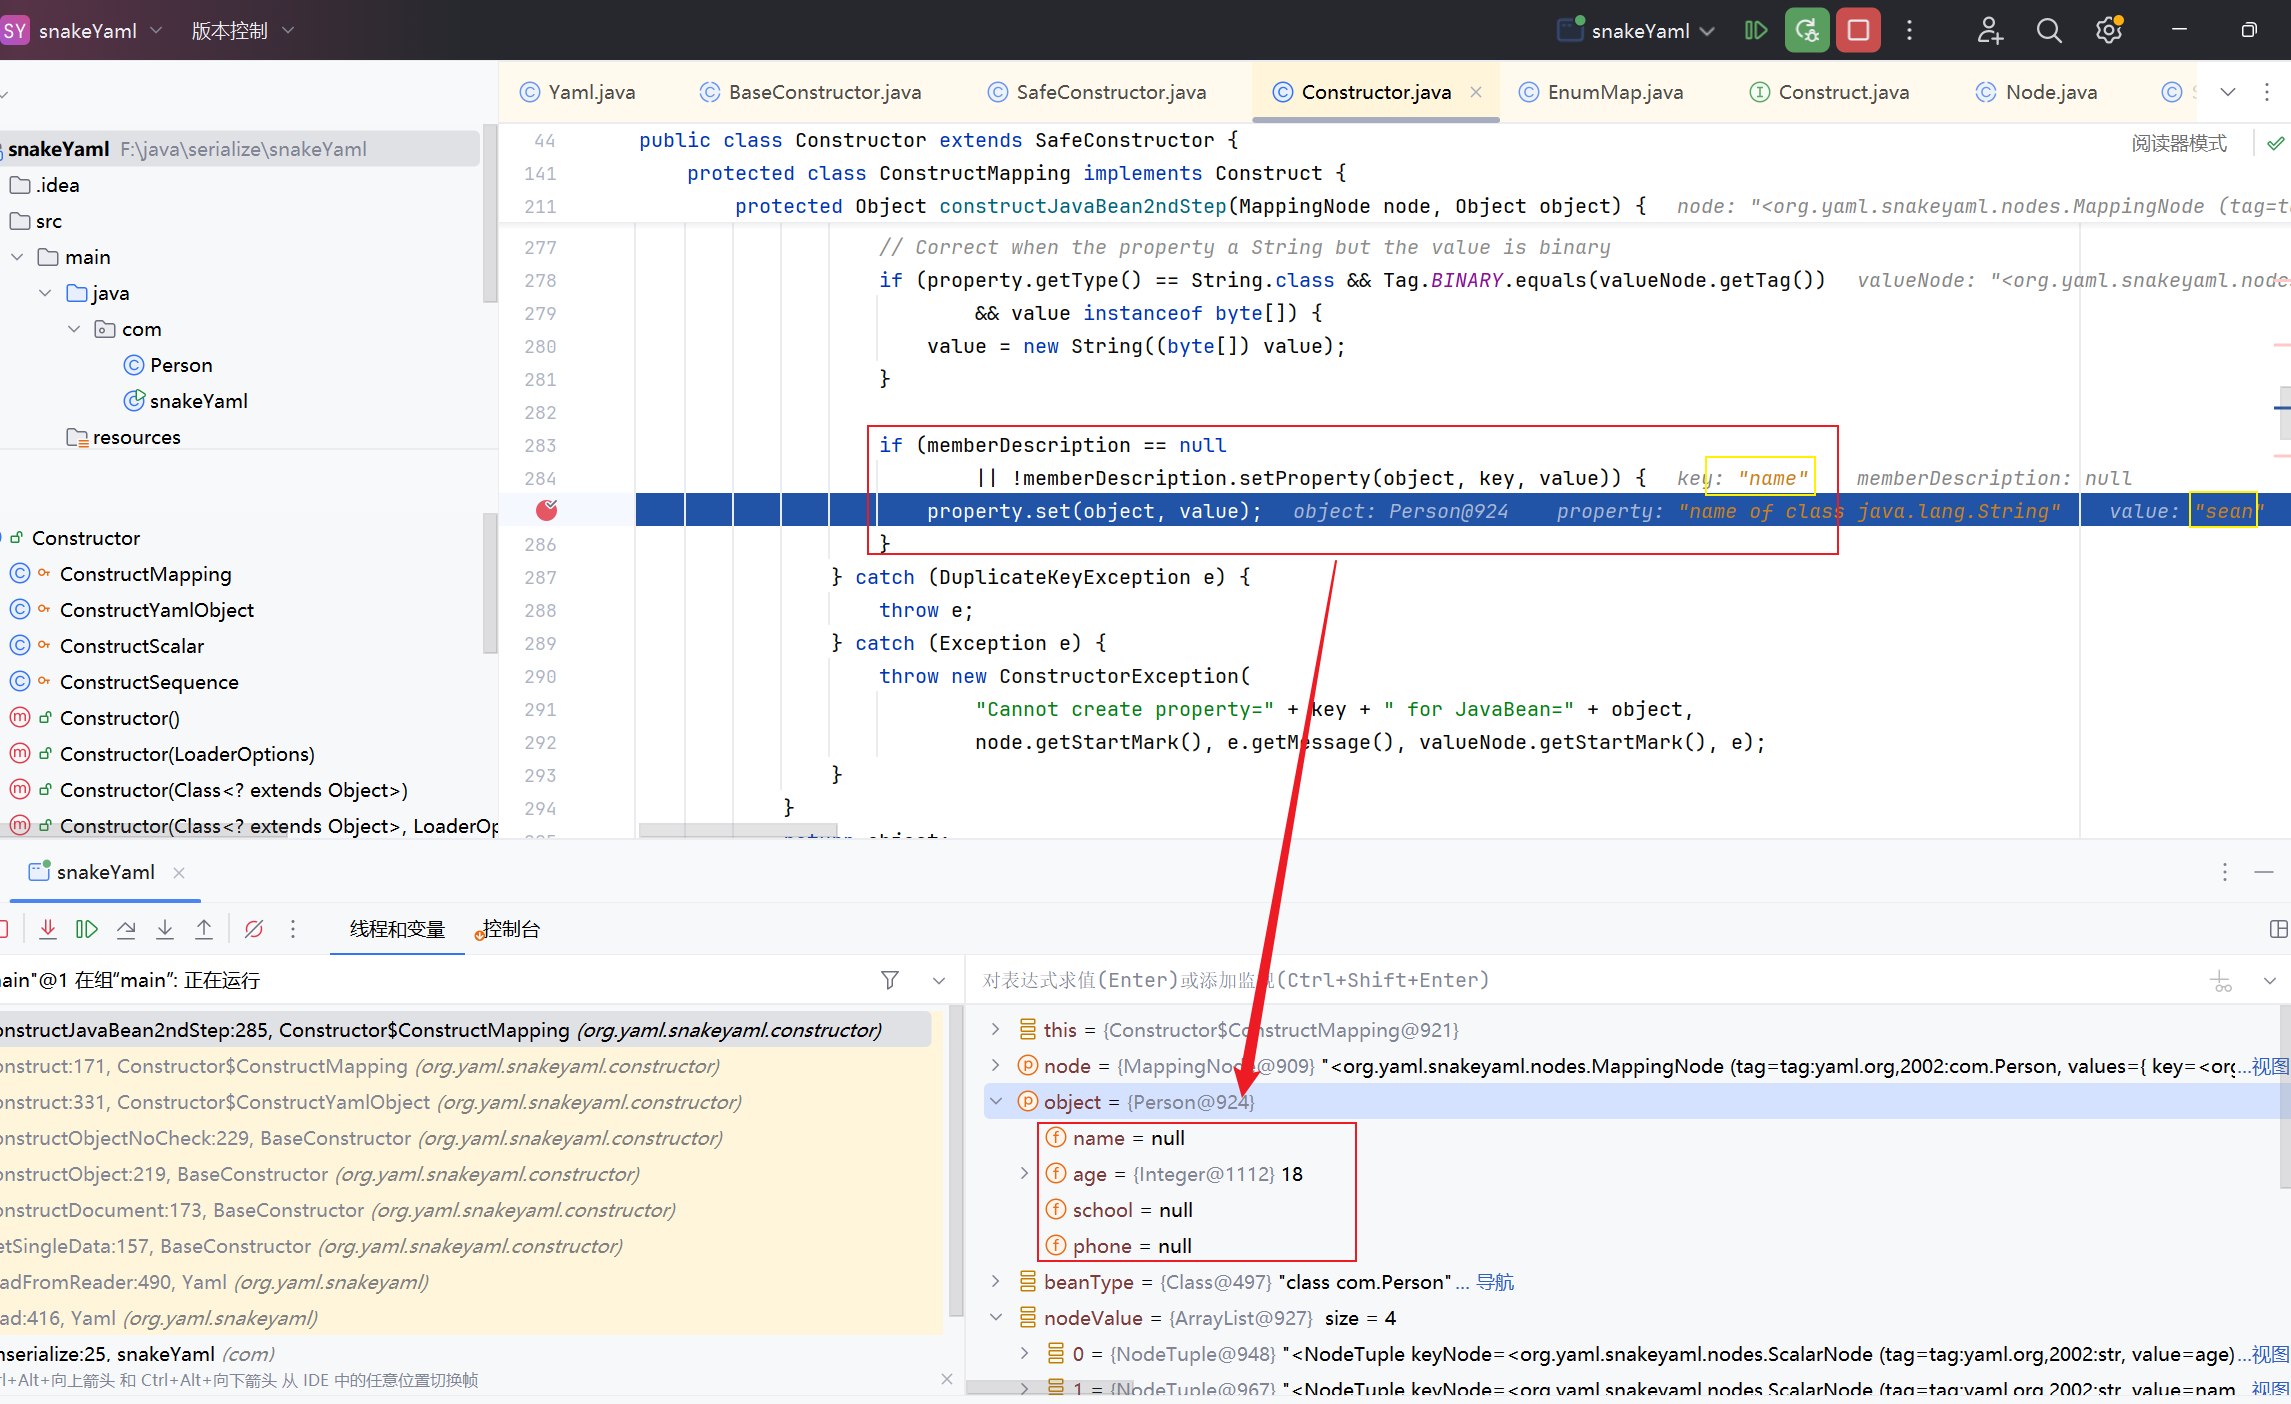 SY snakeYaml 版本控制 snakeYaml
Yaml.java BaseConstructor.java SafeConstructor.java Constructor.java EnumMap.java Construct.java Node.java
snakeYaml F:\java\serialize\snakeYaml
.idea
src
main
java
com
Person
snakeYaml
resources
Constructor
ConstructMapping
ConstructYamlObject
ConstructScalar
ConstructSequence
Constructor()
Constructor(LoaderOptions)
Constructor(Class<? extends Object>)
Constructor(Class<? extends Object>, LoaderOp
阅读器模式
44 public class Constructor extends SafeConstructor {
141 protected class ConstructMapping implements Construct {
211 protected Object constructJavaBean2ndStep(MappingNode node, Object object) { node: "<org.yaml.snakeyaml.nodes.MappingNode (tag=t
277 // Correct when the property a String but the value is binary
278 if (property.getType() == String.class && Tag.BINARY.equals(valueNode.getTag()) valueNode: "<org.yaml.snakeyaml.node
279 && value instanceof byte[]) {
280 value = new String((byte[]) value);
281 }
282
283 if (memberDescription == null
284 || !memberDescription.setProperty(object, key, value)) { key: "name" memberDescription: null
property.set(object, value); object: Person@924 property: "name of class java.lang.String" value: "sean"
286 }
287 } catch (DuplicateKeyException e) {
288 throw e;
289 } catch (Exception e) {
290 throw new ConstructorException(
291 "Cannot create property=" + key + " for JavaBean=" + object,
292 node.getStartMark(), e.getMessage(), valueNode.getStartMark(), e);
293 }
294 }
return object;
snakeYaml
线程和变量 控制台
ain"@1 在组“main”: 正在运行
onstructJavaBean2ndStep:285, Constructor$ConstructMapping (org.yaml.snakeyaml.constructor)
onstruct:171, Constructor$ConstructMapping (org.yaml.snakeyaml.constructor)
onstruct:331, Constructor$ConstructYamlObject (org.yaml.snakeyaml.constructor)
onstructObjectNoCheck:229, BaseConstructor (org.yaml.snakeyaml.constructor)
onstructObject:219, BaseConstructor (org.yaml.snakeyaml.constructor)
onstructDocument:173, BaseConstructor (org.yaml.snakeyaml.constructor)
etSingleData:157, BaseConstructor (org.yaml.snakeyaml.constructor)
adFromReader:490, Yaml (org.yaml.snakeyaml)
ad:416, Yaml (org.yaml.snakeyaml)
nserialize:25, snakeYaml (com)
rl+Alt+向上箭头 和 Ctrl+Alt+向下箭头 从 IDE 中的任意位置切换帧
对表达式求值(Enter)或添加监视(Ctrl+Shift+Enter)
this = {Constructor$ConstructMapping@921}
node = {MappingNode@909} "<org.yaml.snakeyaml.nodes.MappingNode (tag=tag:yaml.org,2002:com.Person, values={ key=<org ...视图
object = {Person@924}
name = null
age = {Integer@1112} 18
school = null
phone = null
beanType = {Class@497} "class com.Person" ... 导航
nodeValue = {ArrayList@927} size = 4
0 = {NodeTuple@948} "<NodeTuple keyNode=<org.yaml.snakeyaml.nodes.ScalarNode (tag=tag:yaml.org,2002:str, value=age) ...视图
1 = {NodeTuple@967} "<NodeTuple keyNode=<org.yaml.snakeyaml.nodes.ScalarNode (tag=tag:yaml.org,2002:str, value=nam ...视图